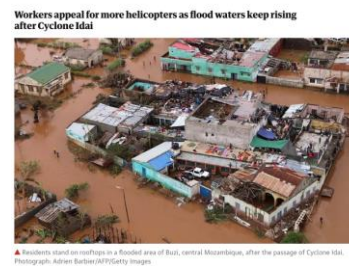 Workers appeal for more helicopters as flood waters keep rising
after Cyclone Idai
▲ Residents stand on rooftops in a flooded area of Buzi, central Mozambique, after the passage of Cyclone Idai.
Photograph: Adrien Barbier/AFP/Getty Images